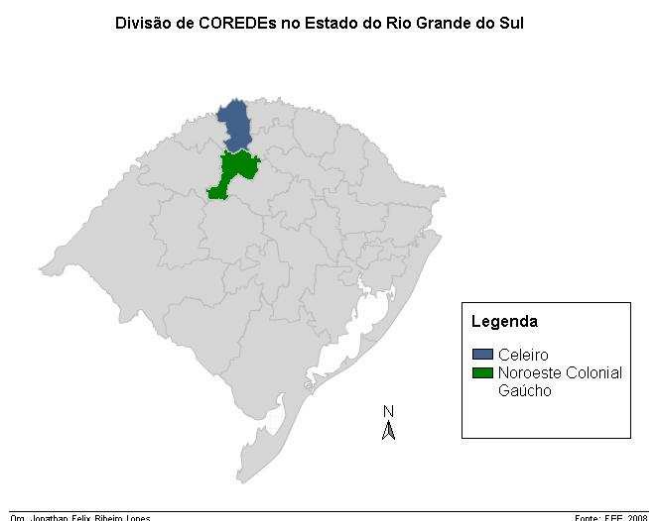 Divisão de COREDEs no Estado do Rio Grande do Sul
Legenda
Celeiro
Noroeste Colonial
Gaúcho
N
Org. Jonathan Felix Ribeiro Lopes
Fonte: FEE, 2008